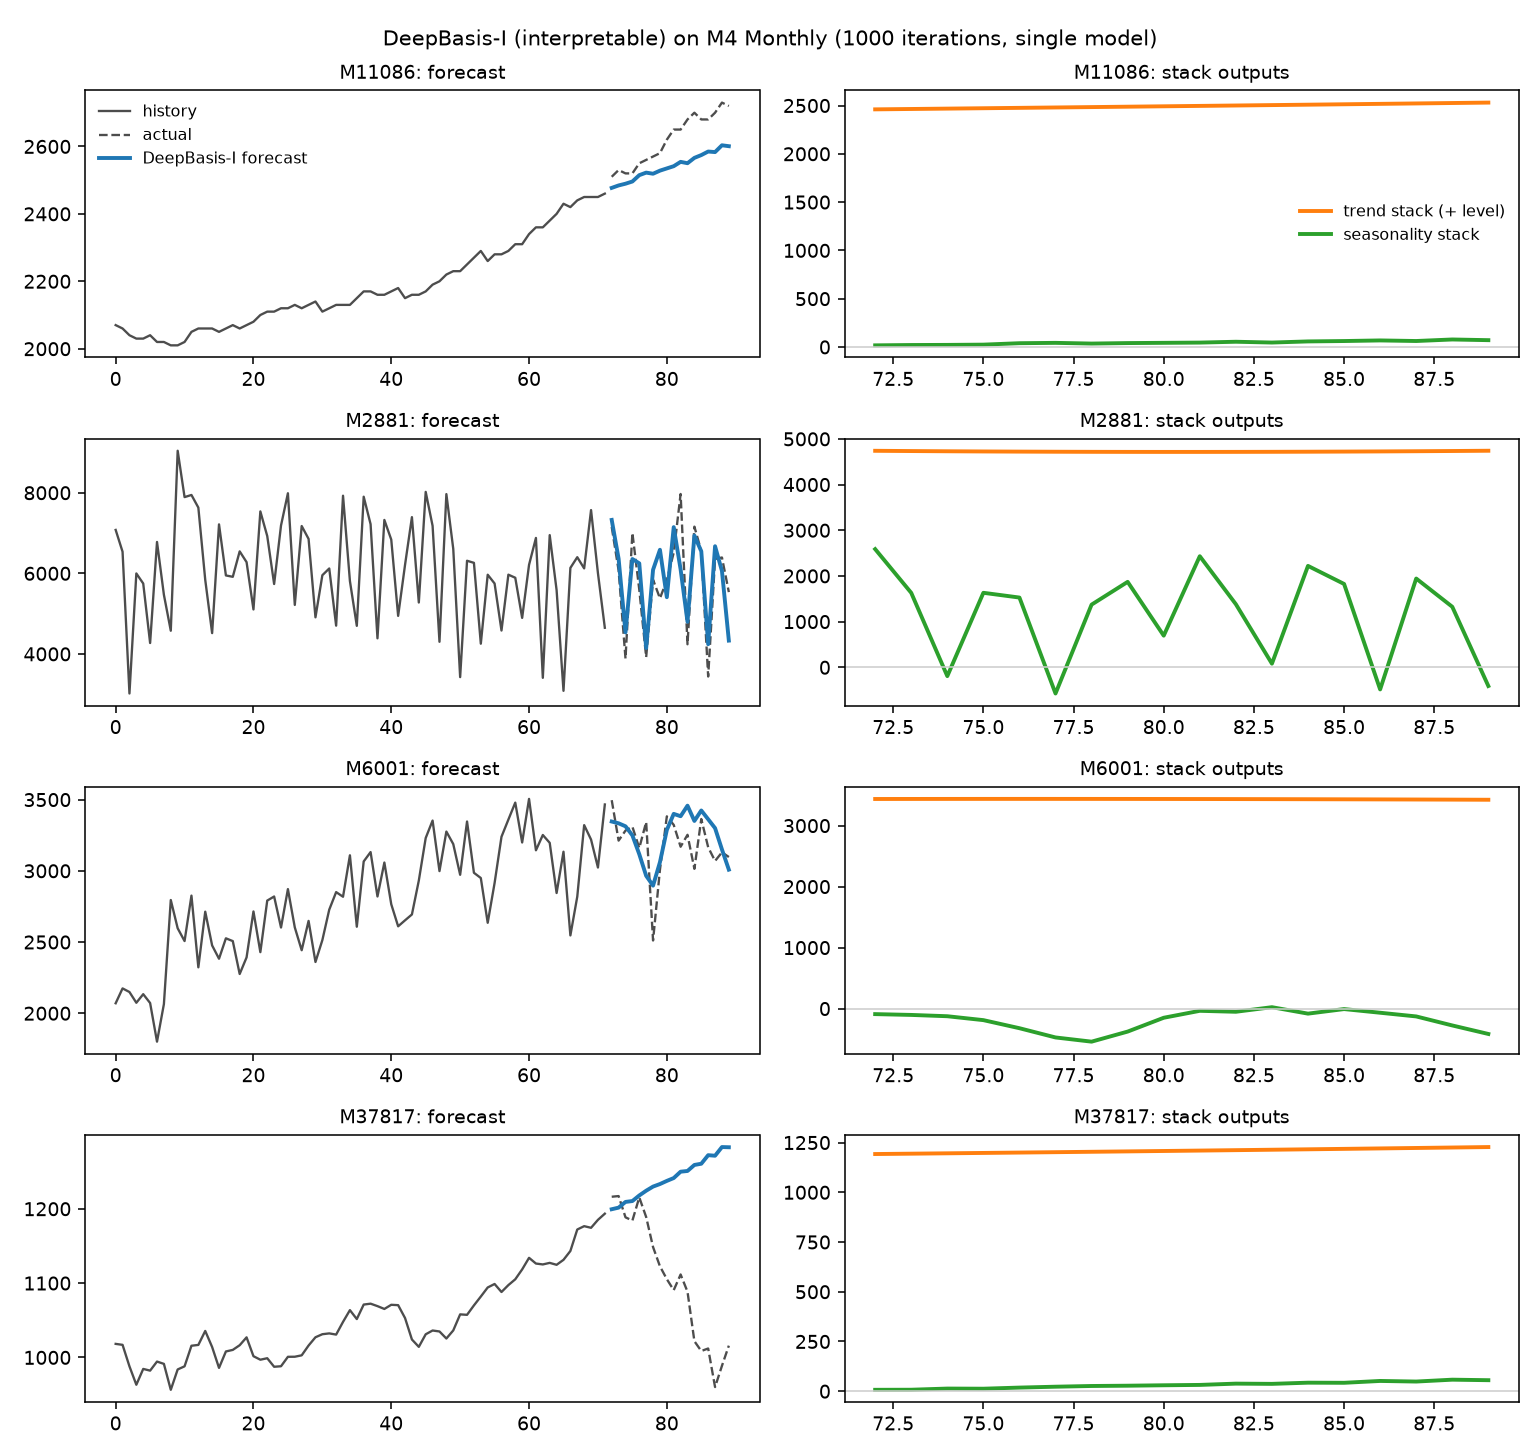 DeepBasis-I (interpretable) on M4 Monthly (1000 iterations, single model)
M11086: forecast
history
actual
DeepBasis-I forecast
2600
2400
2200
2000
0 20 40 60 80
M11086: stack outputs
2500
2000
1500
1000
500
0
trend stack (+ level)
seasonality stack
72.5 75.0 77.5 80.0 82.5 85.0 87.5
M2881: forecast
8000
6000
4000
0 20 40 60 80
M2881: stack outputs
5000
4000
3000
2000
1000
0
72.5 75.0 77.5 80.0 82.5 85.0 87.5
M6001: forecast
3500
3000
2500
2000
0 20 40 60 80
M6001: stack outputs
3000
2000
1000
0
72.5 75.0 77.5 80.0 82.5 85.0 87.5
M37817: forecast
1200
1100
1000
0 20 40 60 80
M37817: stack outputs
1250
1000
750
500
250
0
72.5 75.0 77.5 80.0 82.5 85.0 87.5